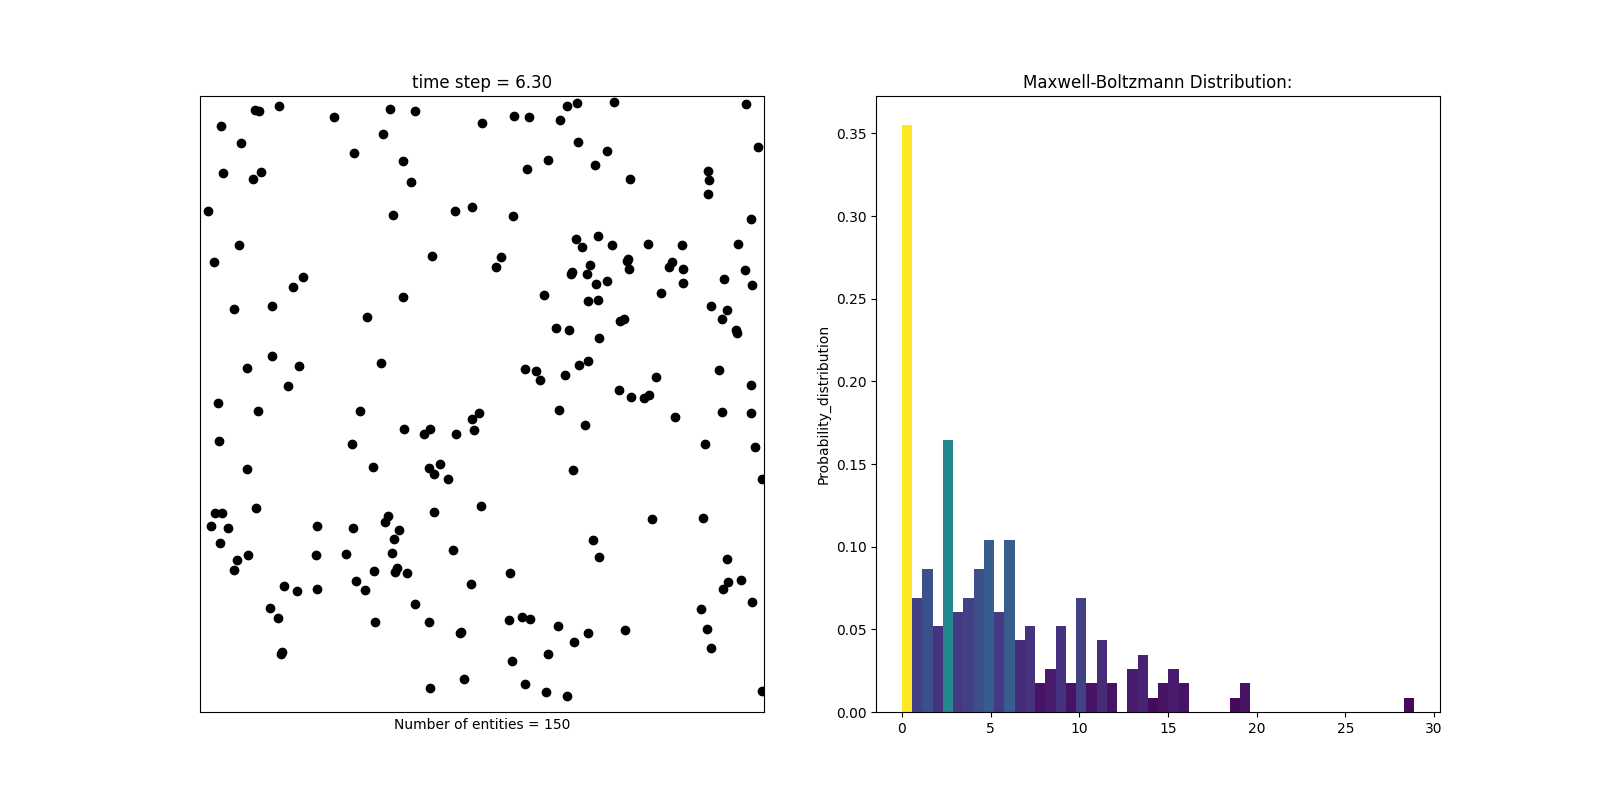 time step = 6.30
Number of entities = 150
Maxwell-Boltzmann Distribution:
Probability_distribution
0.35
0.30
0.25
0.20
0.15
0.10
0.05
0.00
0 5 10 15 20 25 30